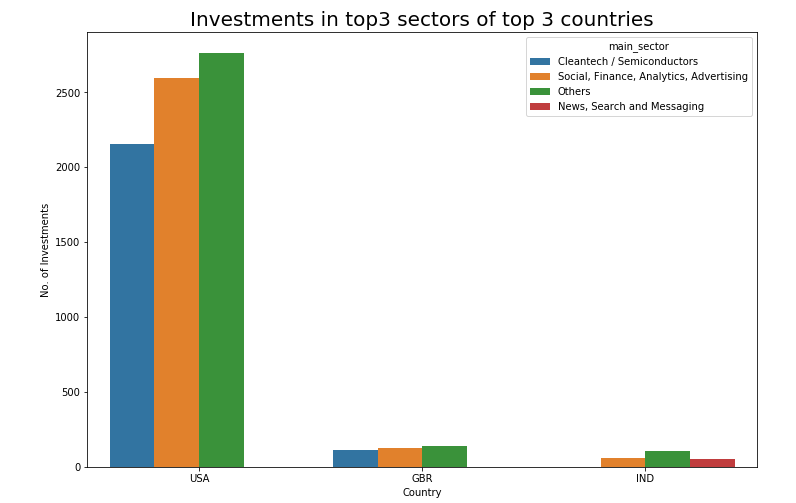 Investments in top3 sectors of top 3 countries
main_sector
Cleantech / Semiconductors
Social, Finance, Analytics, Advertising
Others
News, Search and Messaging
No. of Investments
2500
2000
1500
1000
500
0
USA GBR IND
Country